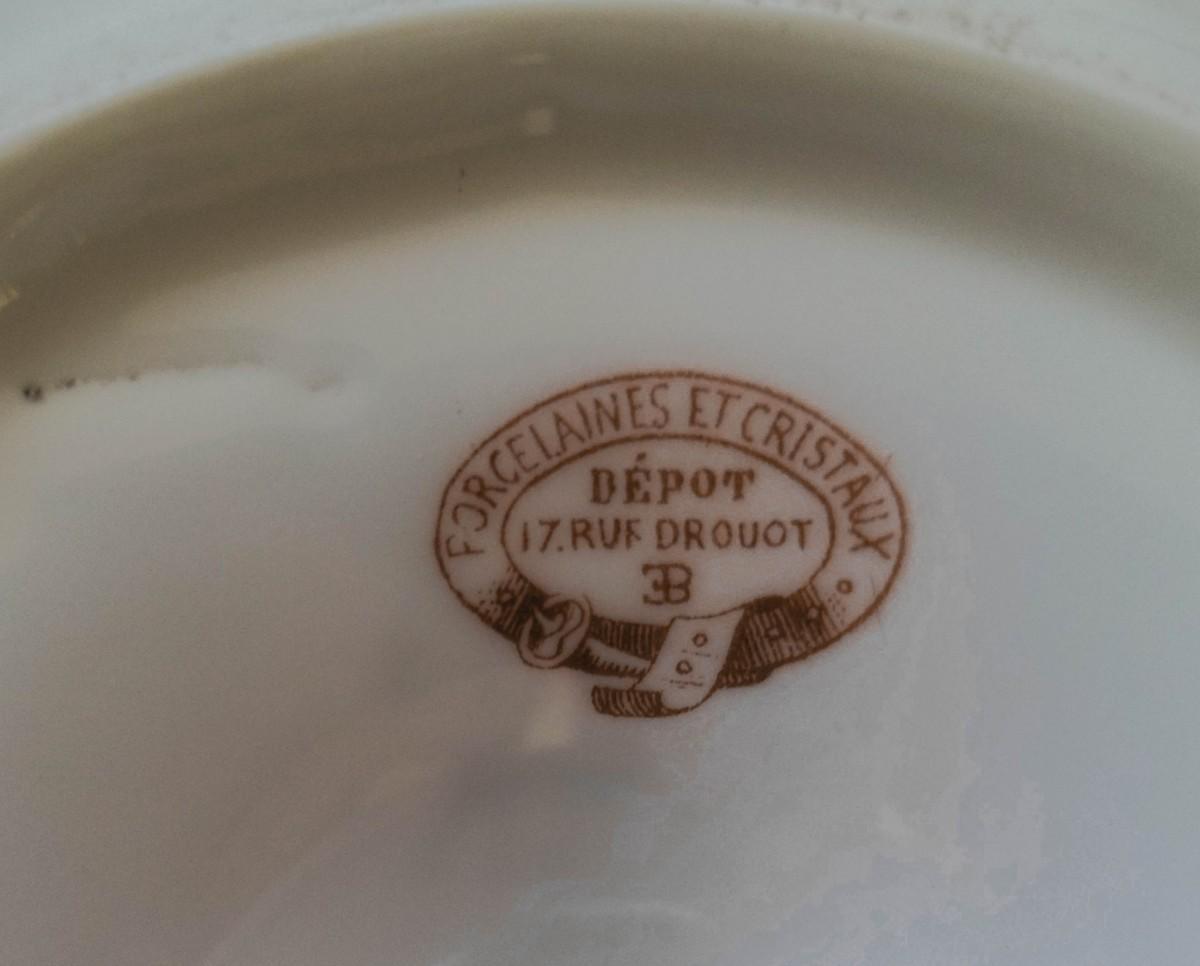 PORCELAINES ET CRISTAUX
DÉPOT
17. RUE DROUOT
EB